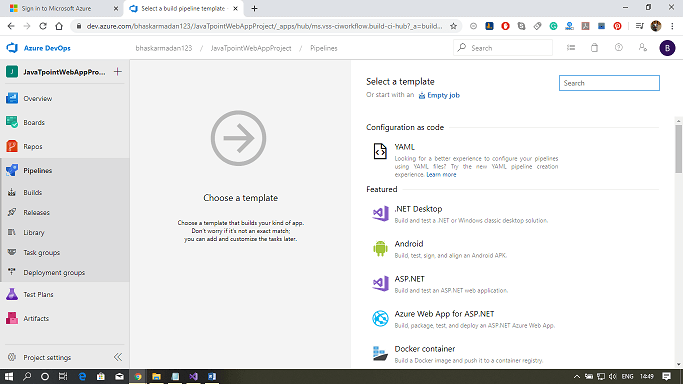 Sign in to Microsoft Azure
Select a build pipeline template -
dev.azure.com/bhaskarmadan123/JavaTpointWebAppProject/_apps/hub/ms.vss-ciworkflow.build-ci-hub?_a=build...
Azure DevOps
bhaskarmadan123 / JavaTpointWebAppProject / Pipelines
Search
B
J
JavaTpointWebAppPro...
Overview
Boards
Repos
Pipelines
Builds
Releases
Library
Task groups
Deployment groups
Test Plans
Artifacts
Project settings
Choose a template
Choose a template that builds your kind of app.
Don't worry if it's not an exact match;
you can add and customize the tasks later.
Select a template
Or start with an Empty job
Search
Configuration as code
YAML
Looking for a better experience to configure your pipelines
using YAML files? Try the new YAML pipeline creation
experience. Learn more
Featured
.NET Desktop
Build and test a .NET or Windows classic desktop solution.
Android
Build, test, sign, and align an Android APK.
ASP.NET
Build and test an ASP.NET web application.
Azure Web App for ASP.NET
Build, package, test, and deploy an ASP.NET Azure Web App.
Docker container
Build a Docker image and push it to a container registry.
ENG
14:49